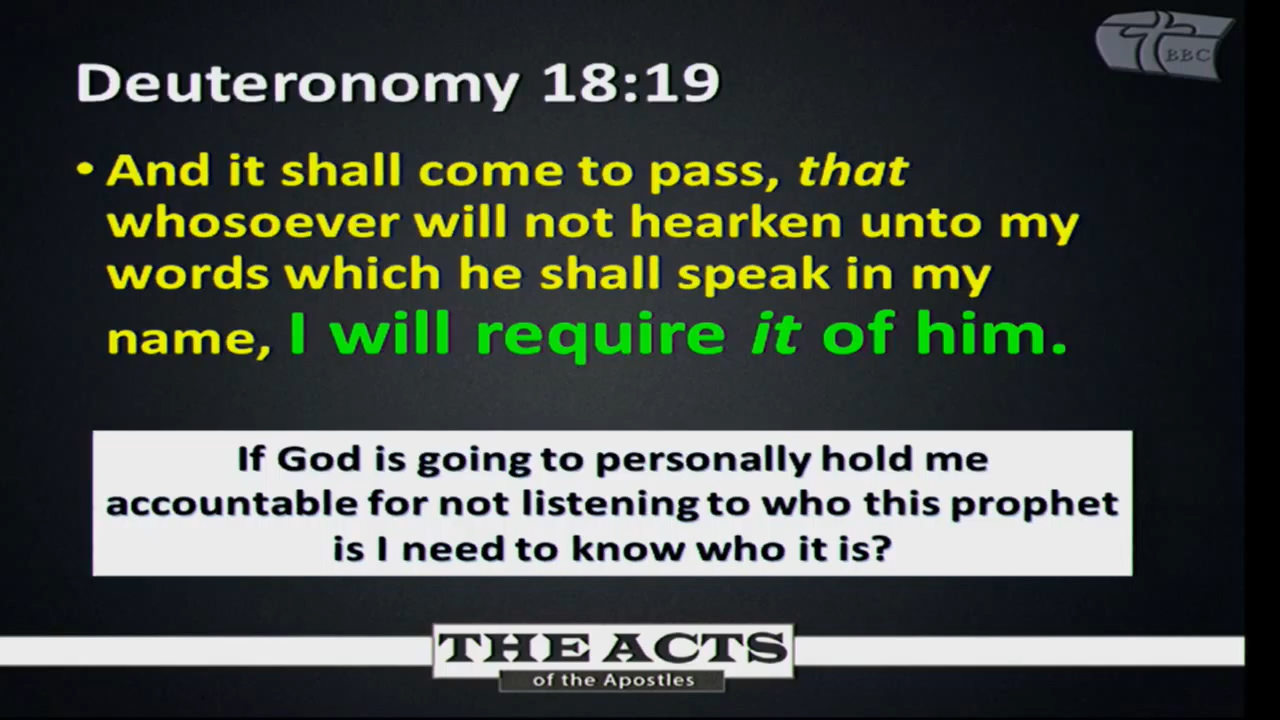 BBC
Deuteronomy 18:19
• And it shall come to pass, that
whosoever will not hearken unto my
words which he shall speak in my
name, I will require it of him.
If God is going to personally hold me
accountable for not listening to who this prophet
is I need to know who it is?
THE ACTS
of the Apostles